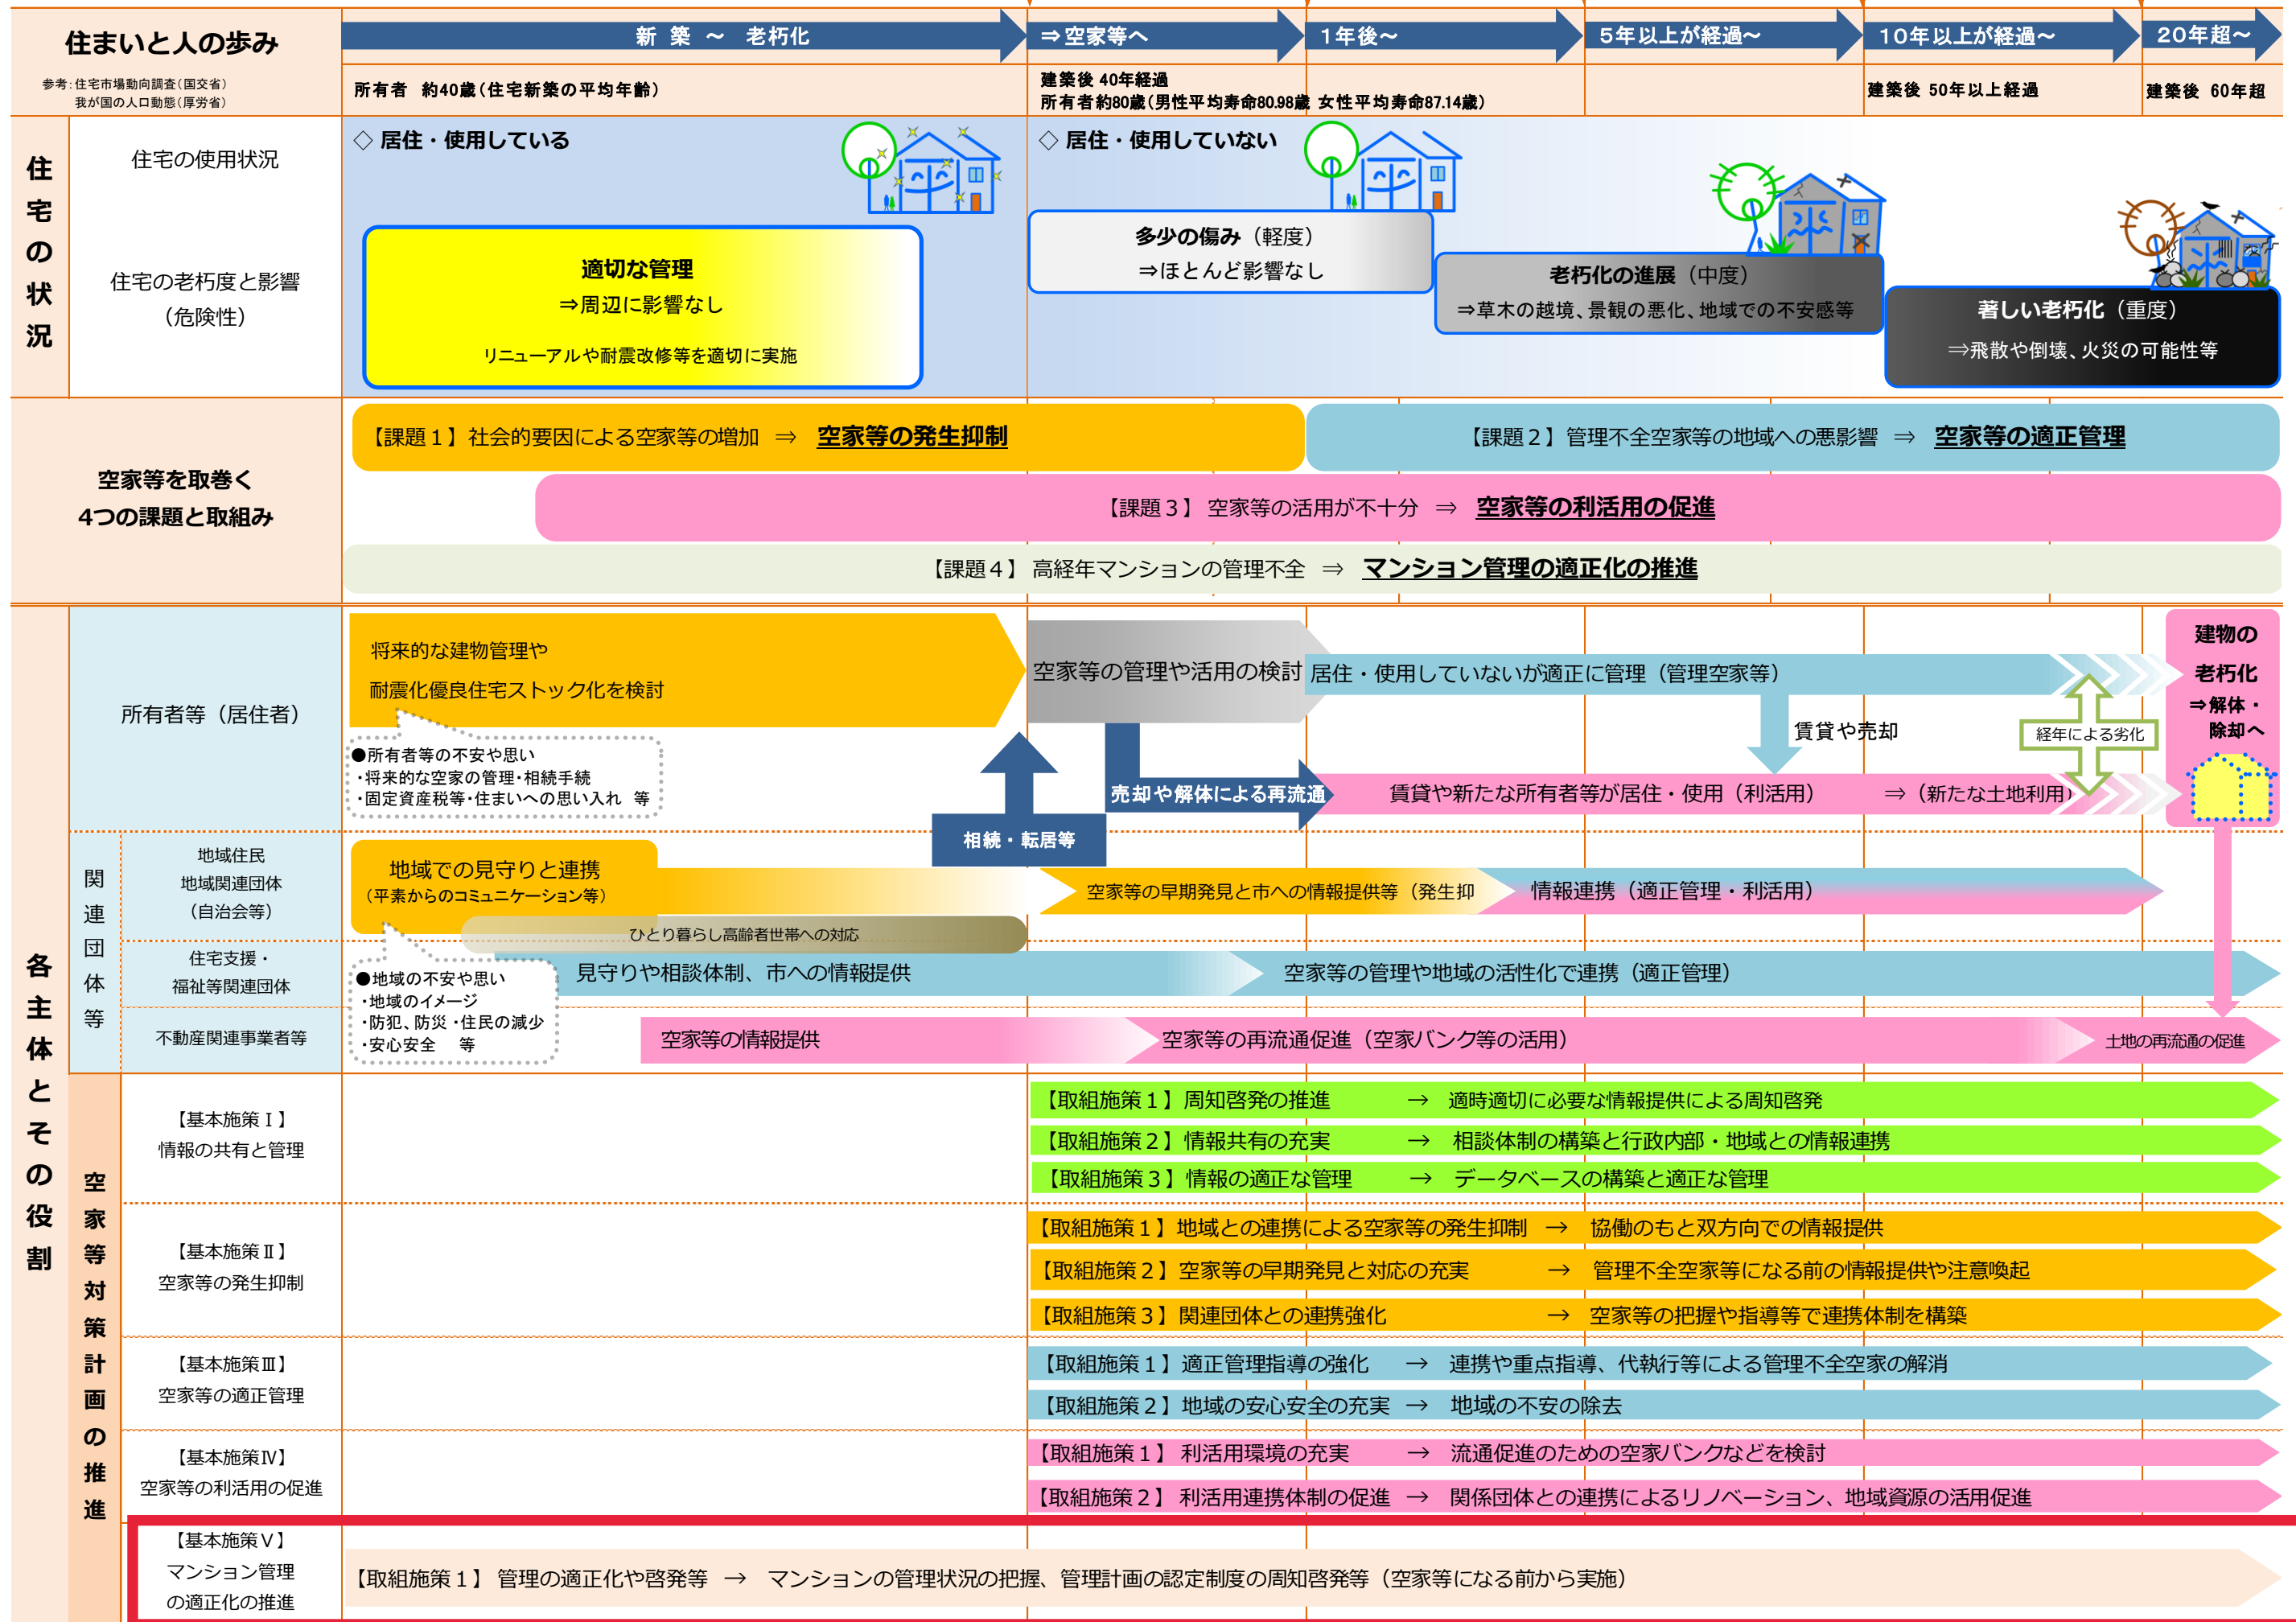 住まいと人の歩み
参考：住宅市場動向調査（国交省）
我が国の人口動態（厚労省）
新 築 ～ 老朽化
⇒空家等へ
1年後～
5年以上が経過～
10年以上が経過～
20年超～
所有者 約40歳（住宅新築の平均年齢）
建築後 40年経過
所有者約80歳（男性平均寿命80.98歳 女性平均寿命87.14歳）
建築後 50年以上経過
建築後 60年超
住宅の状況
住宅の使用状況
住宅の老朽度と影響
（危険性）
◇ 居住・使用している
◇ 居住・使用していない
適切な管理
⇒周辺に影響なし
リニューアルや耐震改修等を適切に実施
多少の傷み（軽度）
⇒ほとんど影響なし
老朽化の進展（中度）
⇒草木の越境、景観の悪化、地域での不安感等
著しい老朽化（重度）
⇒飛散や倒壊、火災の可能性等
空家等を取巻く
4つの課題と取組み
【課題１】社会的要因による空家等の増加 ⇒ 空家等の発生抑制
【課題２】管理不全空家等の地域への悪影響 ⇒ 空家等の適正管理
【課題３】空家等の活用が不十分 ⇒ 空家等の利活用の促進
【課題４】高経年マンションの管理不全 ⇒ マンション管理の適正化の推進
各主体とその役割
所有者等（居住者）
将来的な建物管理や
耐震化優良住宅ストック化を検討
●所有者等の不安や思い
・将来的な空家の管理・相続手続
・固定資産税等・住まいへの思い入れ 等
空家等の管理や活用の検討
居住・使用していないが適正に管理（管理空家等）
賃貸や売却
経年による劣化
売却や解体による再流通
賃貸や新たな所有者等が居住・使用（利活用）
⇒（新たな土地利用）
建物の
老朽化
⇒解体・
除却へ
相続・転居等
関連団体等
地域住民
地域関連団体
（自治会等）
地域での見守りと連携
（平素からのコミュニケーション等）
空家等の早期発見と市への情報提供等（発生抑
情報連携（適正管理・利活用）
ひとり暮らし高齢者世帯への対応
住宅支援・
福祉等関連団体
●地域の不安や思い
・地域のイメージ
・防犯、防災・住民の減少
・安心安全 等
見守りや相談体制、市への情報提供
空家等の管理や地域の活性化で連携（適正管理）
不動産関連事業者等
空家等の情報提供
空家等の再流通促進（空家バンク等の活用）
土地の再流通の促進
空家等対策計画の推進
【基本施策Ⅰ】
情報の共有と管理
【取組施策１】周知啓発の推進 → 適時適切に必要な情報提供による周知啓発
【取組施策２】情報共有の充実 → 相談体制の構築と行政内部・地域との情報連携
【取組施策３】情報の適正な管理 → データベースの構築と適正な管理
【基本施策Ⅱ】
空家等の発生抑制
【取組施策１】地域との連携による空家等の発生抑制 → 協働のもと双方向での情報提供
【取組施策２】空家等の早期発見と対応の充実 → 管理不全空家等になる前の情報提供や注意喚起
【取組施策３】関連団体との連携強化 → 空家等の把握や指導等で連携体制を構築
【基本施策Ⅲ】
空家等の適正管理
【取組施策１】適正管理指導の強化 → 連携や重点指導、代執行等による管理不全空家の解消
【取組施策２】地域の安心安全の充実 → 地域の不安の除去
【基本施策Ⅳ】
空家等の利活用の促進
【取組施策１】利活用環境の充実 → 流通促進のための空家バンクなどを検討
【取組施策２】利活用連携体制の促進 → 関係団体との連携によるリノベーション、地域資源の活用促進
【基本施策Ⅴ】
マンション管理
の適正化の推進
【取組施策１】管理の適正化や啓発等 → マンションの管理状況の把握、管理計画の認定制度の周知啓発等（空家等になる前から実施）